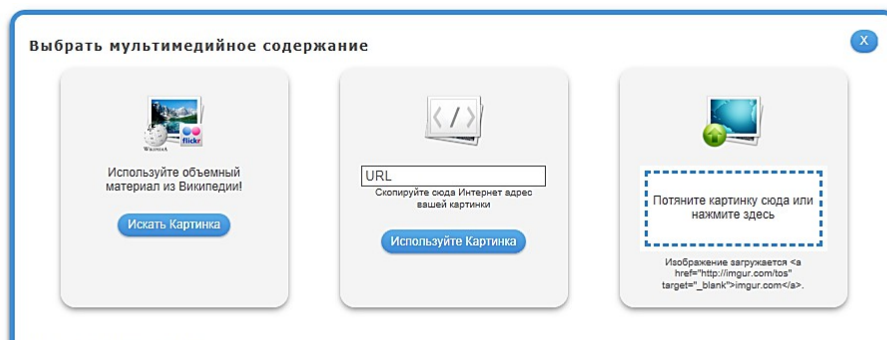 Выбрать мультимедийное содержание
X
flickr
Используйте объемный
материал из Википедии!
Искать Картинка
</>
URL
Скопируйте сюда Интернет адрес
вашей картинки
Используйте Картинка
Потяните картинку сюда или
нажмите здесь
Изображение загружается <a
href="http://imgur.com/tos"
target="_blank">imgur.com</a>.